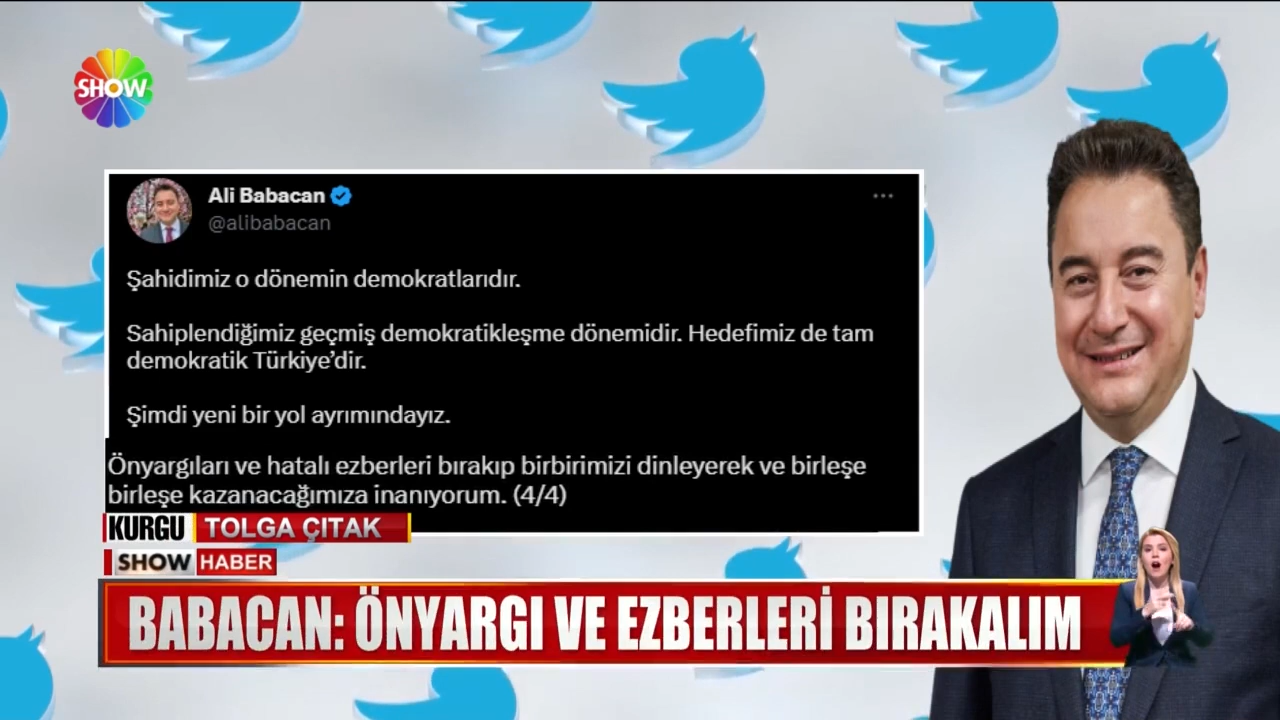 SHOW
Ali Babacan
@alibabacan
Şahidimiz o dönemin demokratlarıdır.
Sahiplendiğimiz geçmiş demokratikleşme dönemidir. Hedefimiz de tam
demokratik Türkiye’dir.
Şimdi yeni bir yol ayrımındayız.
Önyargıları ve hatalı ezberleri bırakıp birbirimizi dinleyerek ve birleşe
birleşe kazanacağımıza inanıyorum. (4/4)
KURGU TOLGA ÇITAK
SHOW HABER
BABACAN: ÖNYARGI VE EZBERLERİ BIRAKALIM